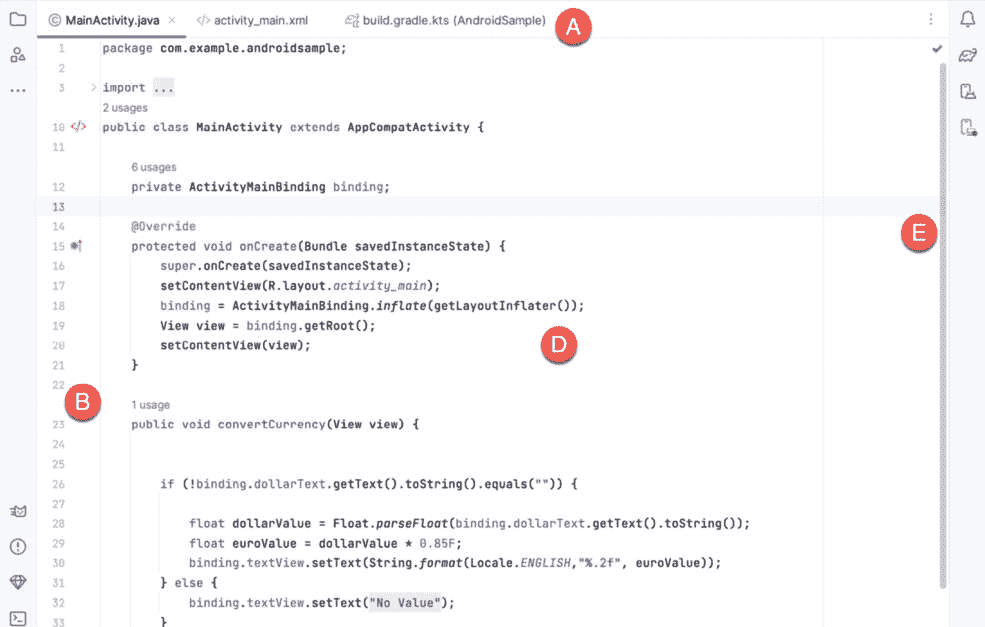 MainActivity.java activity_main.xml build.gradle.kts (AndroidSample) A
1 package com.example.androidsample;
2
3 import ...
2 usages
10 public class MainActivity extends AppCompatActivity {
11
6 usages
12 private ActivityMainBinding binding;
13
14 @Override
15 protected void onCreate(Bundle savedInstanceState) {
E
16 super.onCreate(savedInstanceState);
17 setContentView(R.layout.activity_main);
18 binding = ActivityMainBinding.inflate(getLayoutInflater());
19 View view = binding.getRoot();
20 setContentView(view);
D
21 }
22
B
1 usage
23 public void convertCurrency(View view) {
24
25
26 if (!binding.dollarText.getText().toString().equals("")) {
27
28 float dollarValue = Float.parseFloat(binding.dollarText.getText().toString());
29 float euroValue = dollarValue * 0.85F;
30 binding.textView.setText(String.format(Locale.ENGLISH,"%.2f", euroValue));
31 } else {
32 binding.textView.setText("No Value");
33 }